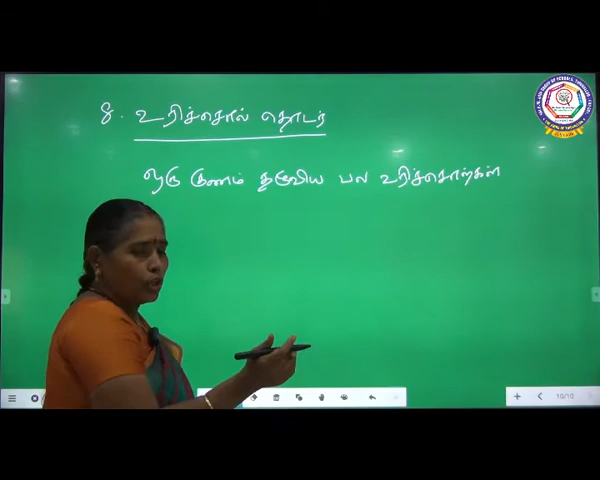 8. உரிச்சொல் தொடர்
ஒரு குணம் தழுவிய பல உரிச்சொற்கள்
10/10